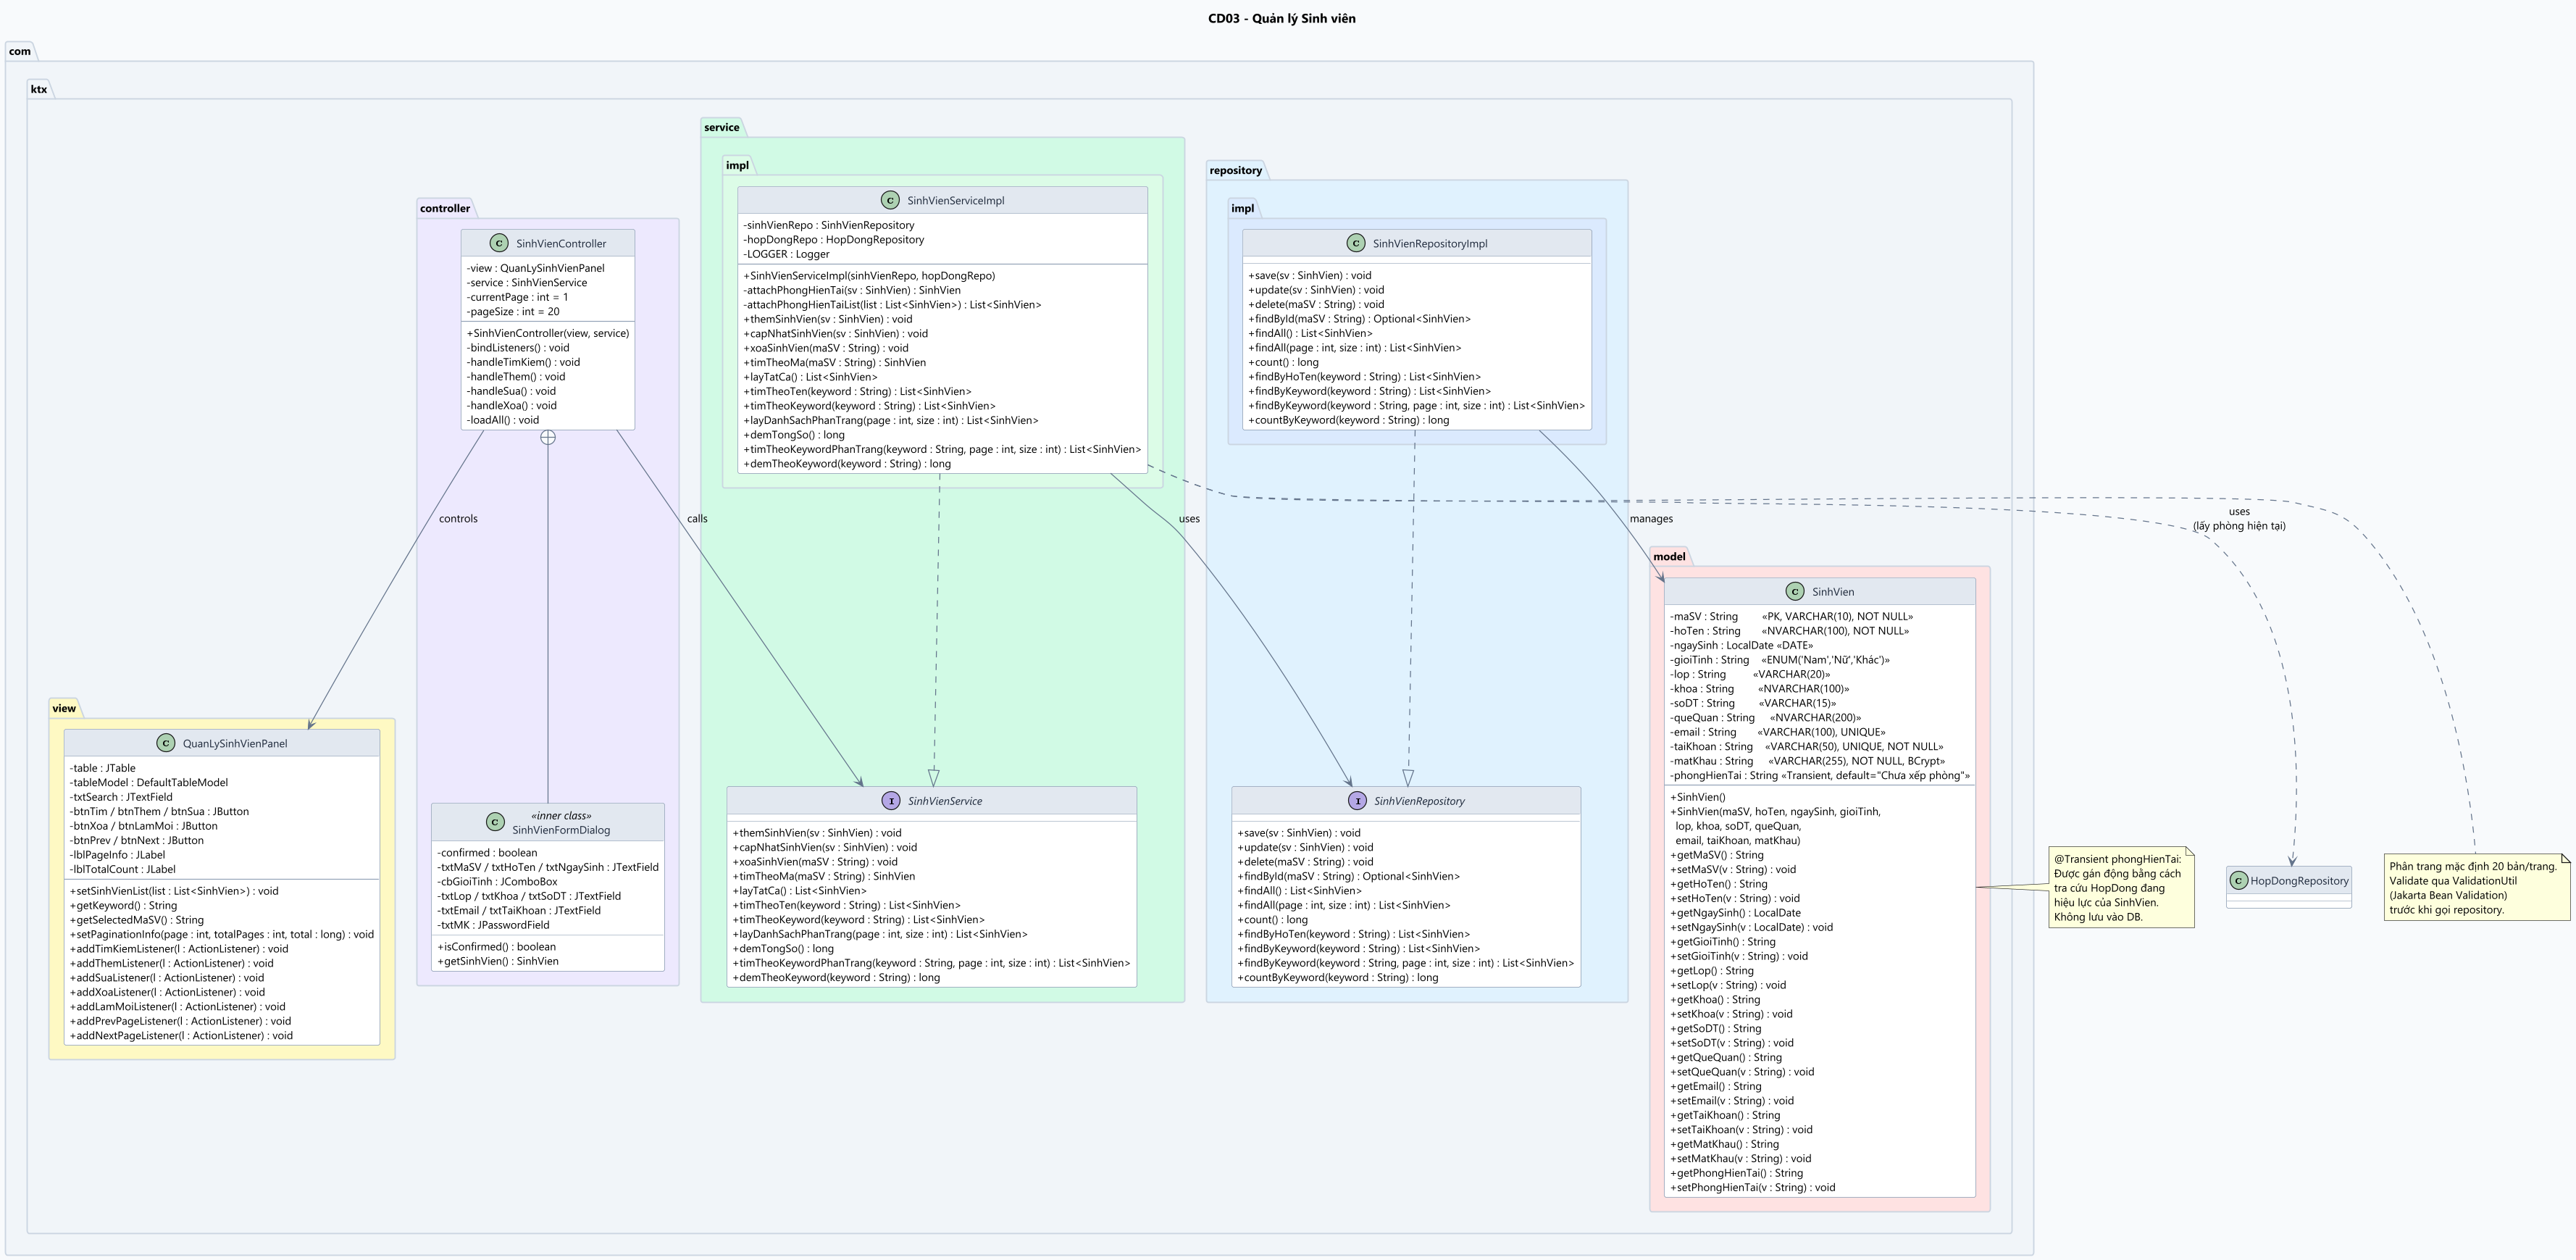 CD03 - Quản lý Sinh viên
com
ktx
service
impl
SinhVienServiceImpl
-sinhVienRepo : SinhVienRepository
-hopDongRepo : HopDongRepository
-LOGGER : Logger
+SinhVienServiceImpl(sinhVienRepo, hopDongRepo)
-attachPhongHienTai(sv : SinhVien) : SinhVien
-attachPhongHienTaiList(list : List<SinhVien>) : List<SinhVien>
+themSinhVien(sv : SinhVien) : void
+capNhatSinhVien(sv : SinhVien) : void
+xoaSinhVien(maSV : String) : void
+timTheoMa(maSV : String) : SinhVien
+layTatCa() : List<SinhVien>
+timTheoTen(keyword : String) : List<SinhVien>
+timTheoKeyword(keyword : String) : List<SinhVien>
+layDanhSachPhanTrang(page : int, size : int) : List<SinhVien>
+demTongSo() : long
+timTheoKeywordPhanTrang(keyword : String, page : int, size : int) : List<SinhVien>
+demTheoKeyword(keyword : String) : long
repository
impl
SinhVienRepositoryImpl
+save(sv : SinhVien) : void
+update(sv : SinhVien) : void
+delete(maSV : String) : void
+findById(maSV : String) : Optional<SinhVien>
+findAll() : List<SinhVien>
+findAll(page : int, size : int) : List<SinhVien>
+count() : long
+findByHoTen(keyword : String) : List<SinhVien>
+findByKeyword(keyword : String) : List<SinhVien>
+findByKeyword(keyword : String, page : int, size : int) : List<SinhVien>
+countByKeyword(keyword : String) : long
controller
SinhVienController
-view : QuanLySinhVienPanel
-service : SinhVienService
-currentPage : int = 1
-pageSize : int = 20
+SinhVienController(view, service)
-bindListeners() : void
-handleTimKiem() : void
-handleThem() : void
-handleSua() : void
-handleXoa() : void
-loadAll() : void
controls
calls
uses
manages
uses
(lấy phòng hiện tại)
model
SinhVien
-maSV : String «PK, VARCHAR(10), NOT NULL»
-hoTen : String «NVARCHAR(100), NOT NULL»
-ngaySinh : LocalDate «DATE»
-gioiTinh : String «ENUM('Nam','Nữ','Khác')»
-lop : String «VARCHAR(20)»
-khoa : String «NVARCHAR(100)»
-soDT : String «VARCHAR(15)»
-queQuan : String «NVARCHAR(200)»
-email : String «VARCHAR(100), UNIQUE»
-taiKhoan : String «VARCHAR(50), UNIQUE, NOT NULL»
-matKhau : String «VARCHAR(255), NOT NULL, BCrypt»
-phongHienTai : String «Transient, default="Chưa xếp phòng"»
+SinhVien()
+SinhVien(maSV, hoTen, ngaySinh, gioiTinh,
lop, khoa, soDT, queQuan,
email, taiKhoan, matKhau)
+getMaSV() : String
+setMaSV(v : String) : void
+getHoTen() : String
+setHoTen(v : String) : void
+getNgaySinh() : LocalDate
+setNgaySinh(v : LocalDate) : void
+getGioiTinh() : String
+setGioiTinh(v : String) : void
+getLop() : String
+setLop(v : String) : void
+getKhoa() : String
+setKhoa(v : String) : void
+getSoDT() : String
+setSoDT(v : String) : void
+getQueQuan() : String
+setQueQuan(v : String) : void
+getEmail() : String
+setEmail(v : String) : void
+getTaiKhoan() : String
+setTaiKhoan(v : String) : void
+getMatKhau() : String
+setMatKhau(v : String) : void
+getPhongHienTai() : String
+setPhongHienTai(v : String) : void
view
QuanLySinhVienPanel
-table : JTable
-tableModel : DefaultTableModel
-txtSearch : JTextField
-btnTim / btnThem / btnSua : JButton
-btnXoa / btnLamMoi : JButton
-btnPrev / btnNext : JButton
-lblPageInfo : JLabel
-lblTotalCount : JLabel
+setSinhVienList(list : List<SinhVien>) : void
+getKeyword() : String
+getSelectedMaSV() : String
+setPaginationInfo(page : int, totalPages : int, total : long) : void
+addTimKiemListener(l : ActionListener) : void
+addThemListener(l : ActionListener) : void
+addSuaListener(l : ActionListener) : void
+addXoaListener(l : ActionListener) : void
+addLamMoiListener(l : ActionListener) : void
+addPrevPageListener(l : ActionListener) : void
+addNextPageListener(l : ActionListener) : void
«inner class»
SinhVienFormDialog
-confirmed : boolean
-txtMaSV / txtHoTen / txtNgaySinh : JTextField
-cbGioiTinh : JComboBox
-txtLop / txtKhoa / txtSoDT : JTextField
-txtEmail / txtTaiKhoan : JTextField
-txtMK : JPasswordField
+isConfirmed() : boolean
+getSinhVien() : SinhVien
SinhVienService
+themSinhVien(sv : SinhVien) : void
+capNhatSinhVien(sv : SinhVien) : void
+xoaSinhVien(maSV : String) : void
+timTheoMa(maSV : String) : SinhVien
+layTatCa() : List<SinhVien>
+timTheoTen(keyword : String) : List<SinhVien>
+timTheoKeyword(keyword : String) : List<SinhVien>
+layDanhSachPhanTrang(page : int, size : int) : List<SinhVien>
+demTongSo() : long
+timTheoKeywordPhanTrang(keyword : String, page : int, size : int) : List<SinhVien>
+demTheoKeyword(keyword : String) : long
SinhVienRepository
+save(sv : SinhVien) : void
+update(sv : SinhVien) : void
+delete(maSV : String) : void
+findById(maSV : String) : Optional<SinhVien>
+findAll() : List<SinhVien>
+findAll(page : int, size : int) : List<SinhVien>
+count() : long
+findByHoTen(keyword : String) : List<SinhVien>
+findByKeyword(keyword : String) : List<SinhVien>
+findByKeyword(keyword : String, page : int, size : int) : List<SinhVien>
+countByKeyword(keyword : String) : long
@Transient phongHienTai:
Được gán động bằng cách
tra cứu HopDong đang
hiệu lực của SinhVien.
Không lưu vào DB.
HopDongRepository
Phân trang mặc định 20 bản/trang.
Validate qua ValidationUtil
(Jakarta Bean Validation)
trước khi gọi repository.